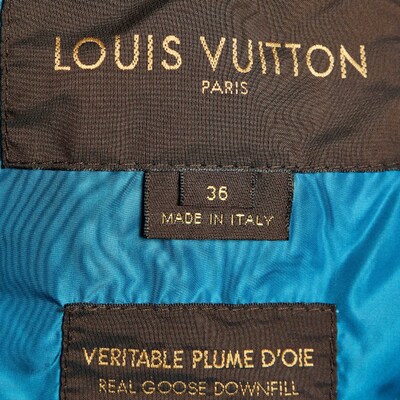 LOUIS VUITTON
PARIS
36
MADE IN ITALY
VERITABLE PLUME D'OIE
REAL GOOSE DOWNFILL